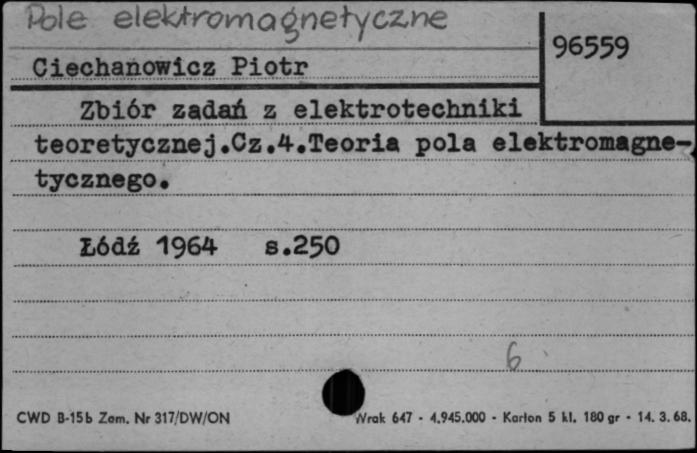 Pole elektromagnetyczne
96559
Ciechanowicz Piotr
Zbiór zadań z elektrotechniki
teoretycznej.Cz.4.Teoria pola elektromagne-
tycznego.
Łódź 1964 s.250
6
CWD B-15b Zam. Nr 317/DW/ON Wrak 647 - 4.945.000 - Karton 5 kl. 180 gr - 14. 3. 68.